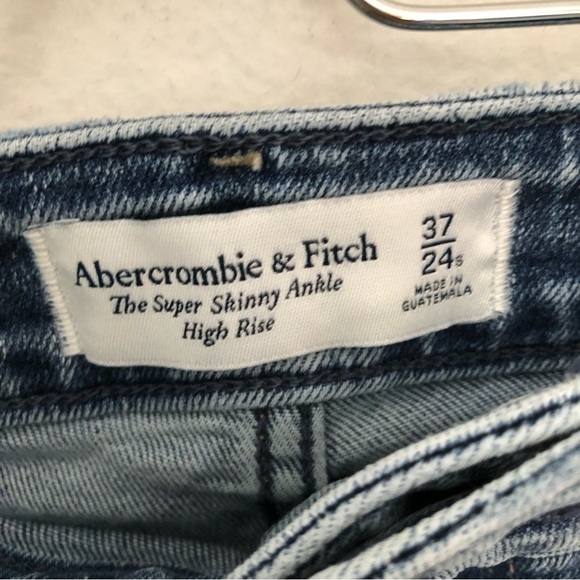 Abercrombie & Fitch
The Super Skinny Ankle
High Rise
37
24s
MADE IN
GUATEMALA